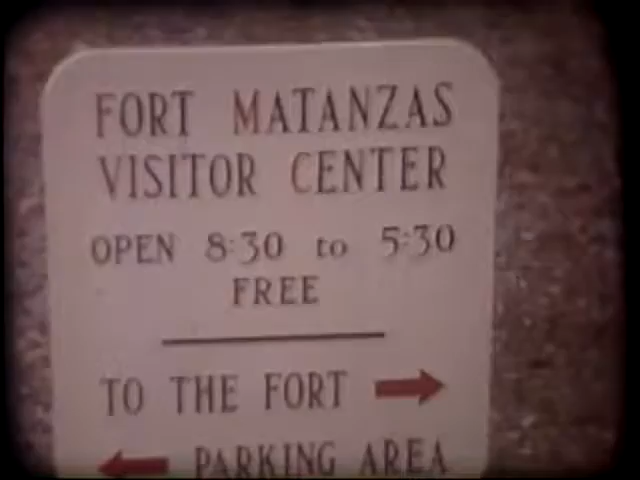 FORT MATANZAS
VISITOR CENTER
OPEN 8:30 to 5:30
FREE
TO THE FORT
PARKING AREA